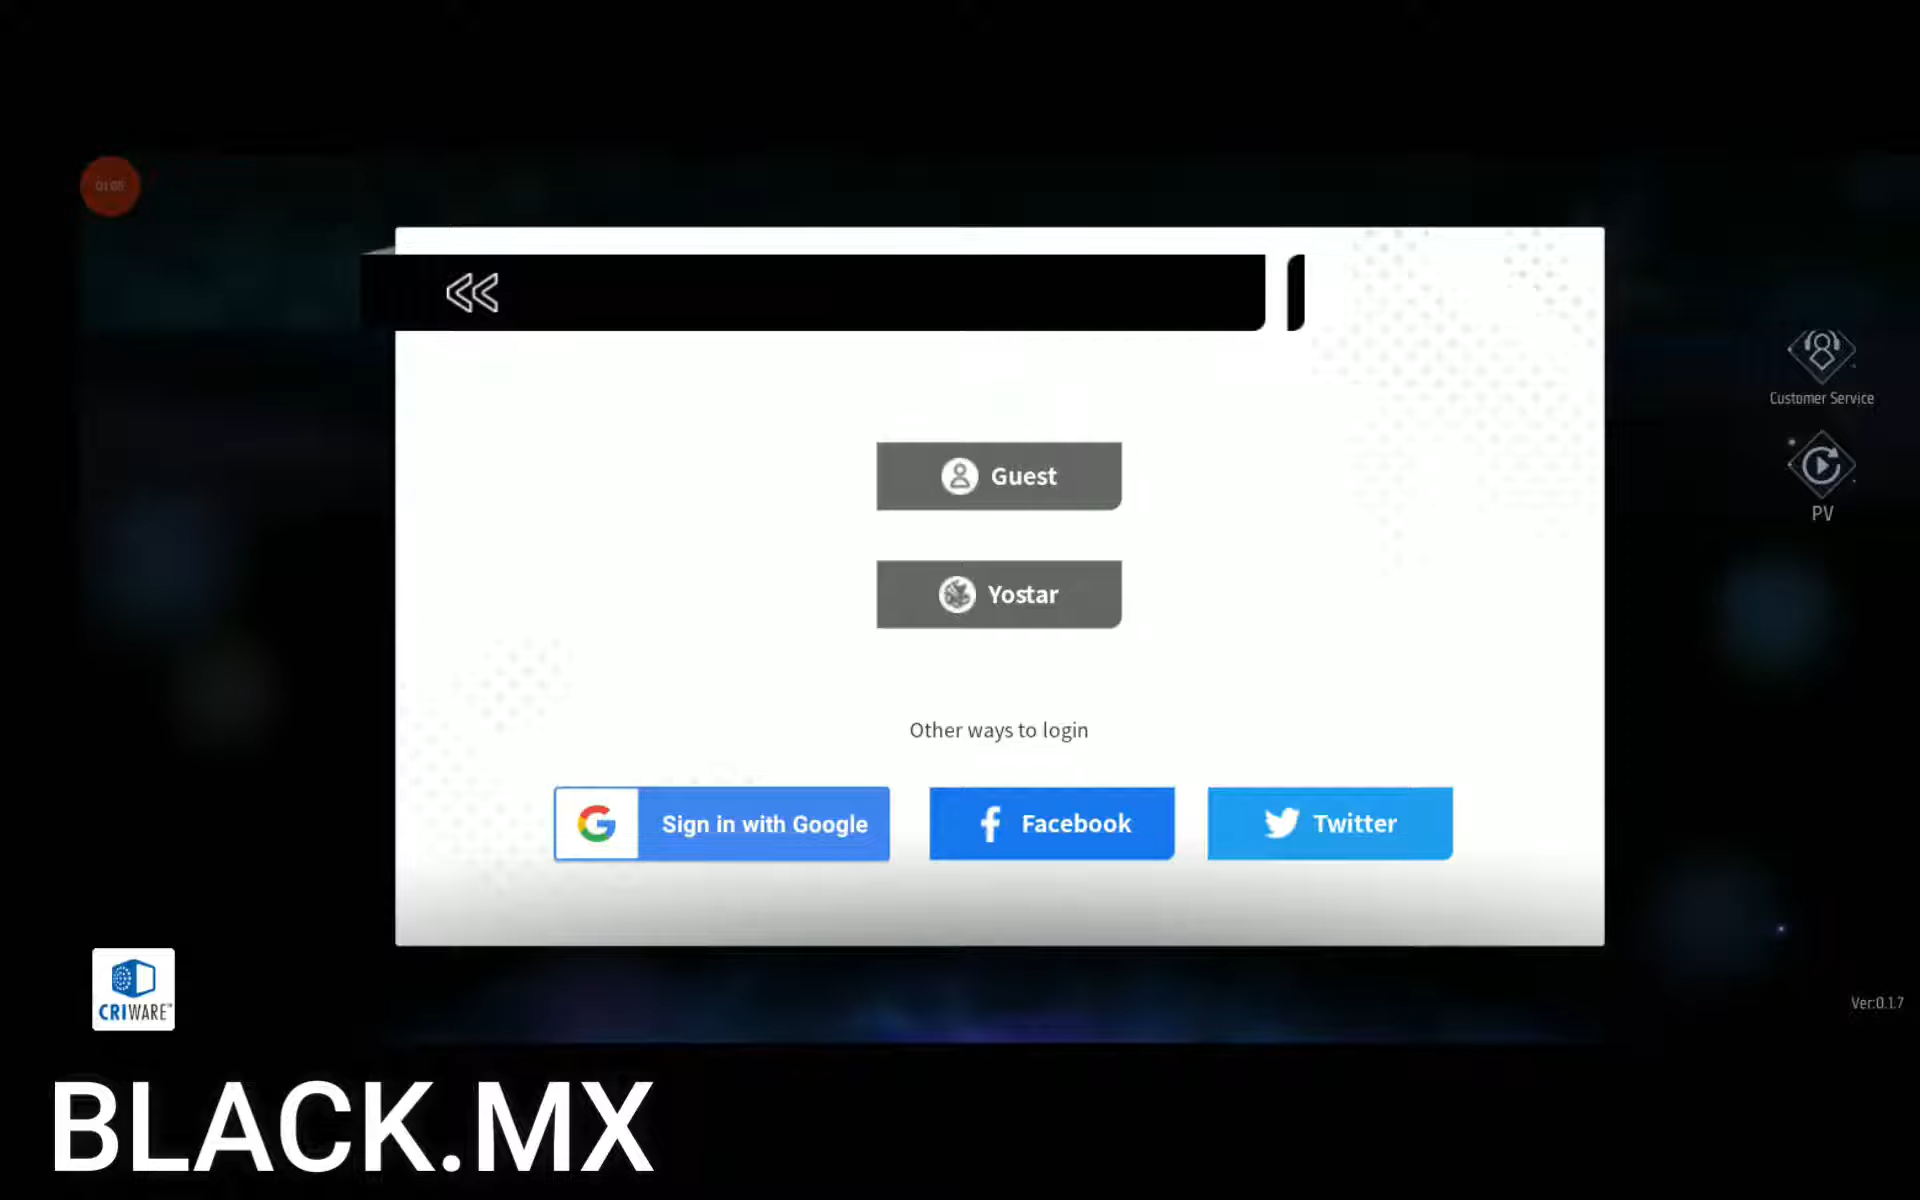 Customer Service
Guest
PV
Yostar
Other ways to login
Sign in with Google
Facebook
Twitter
CRIWARE™
Ver:0.1.7
BLACK.MX